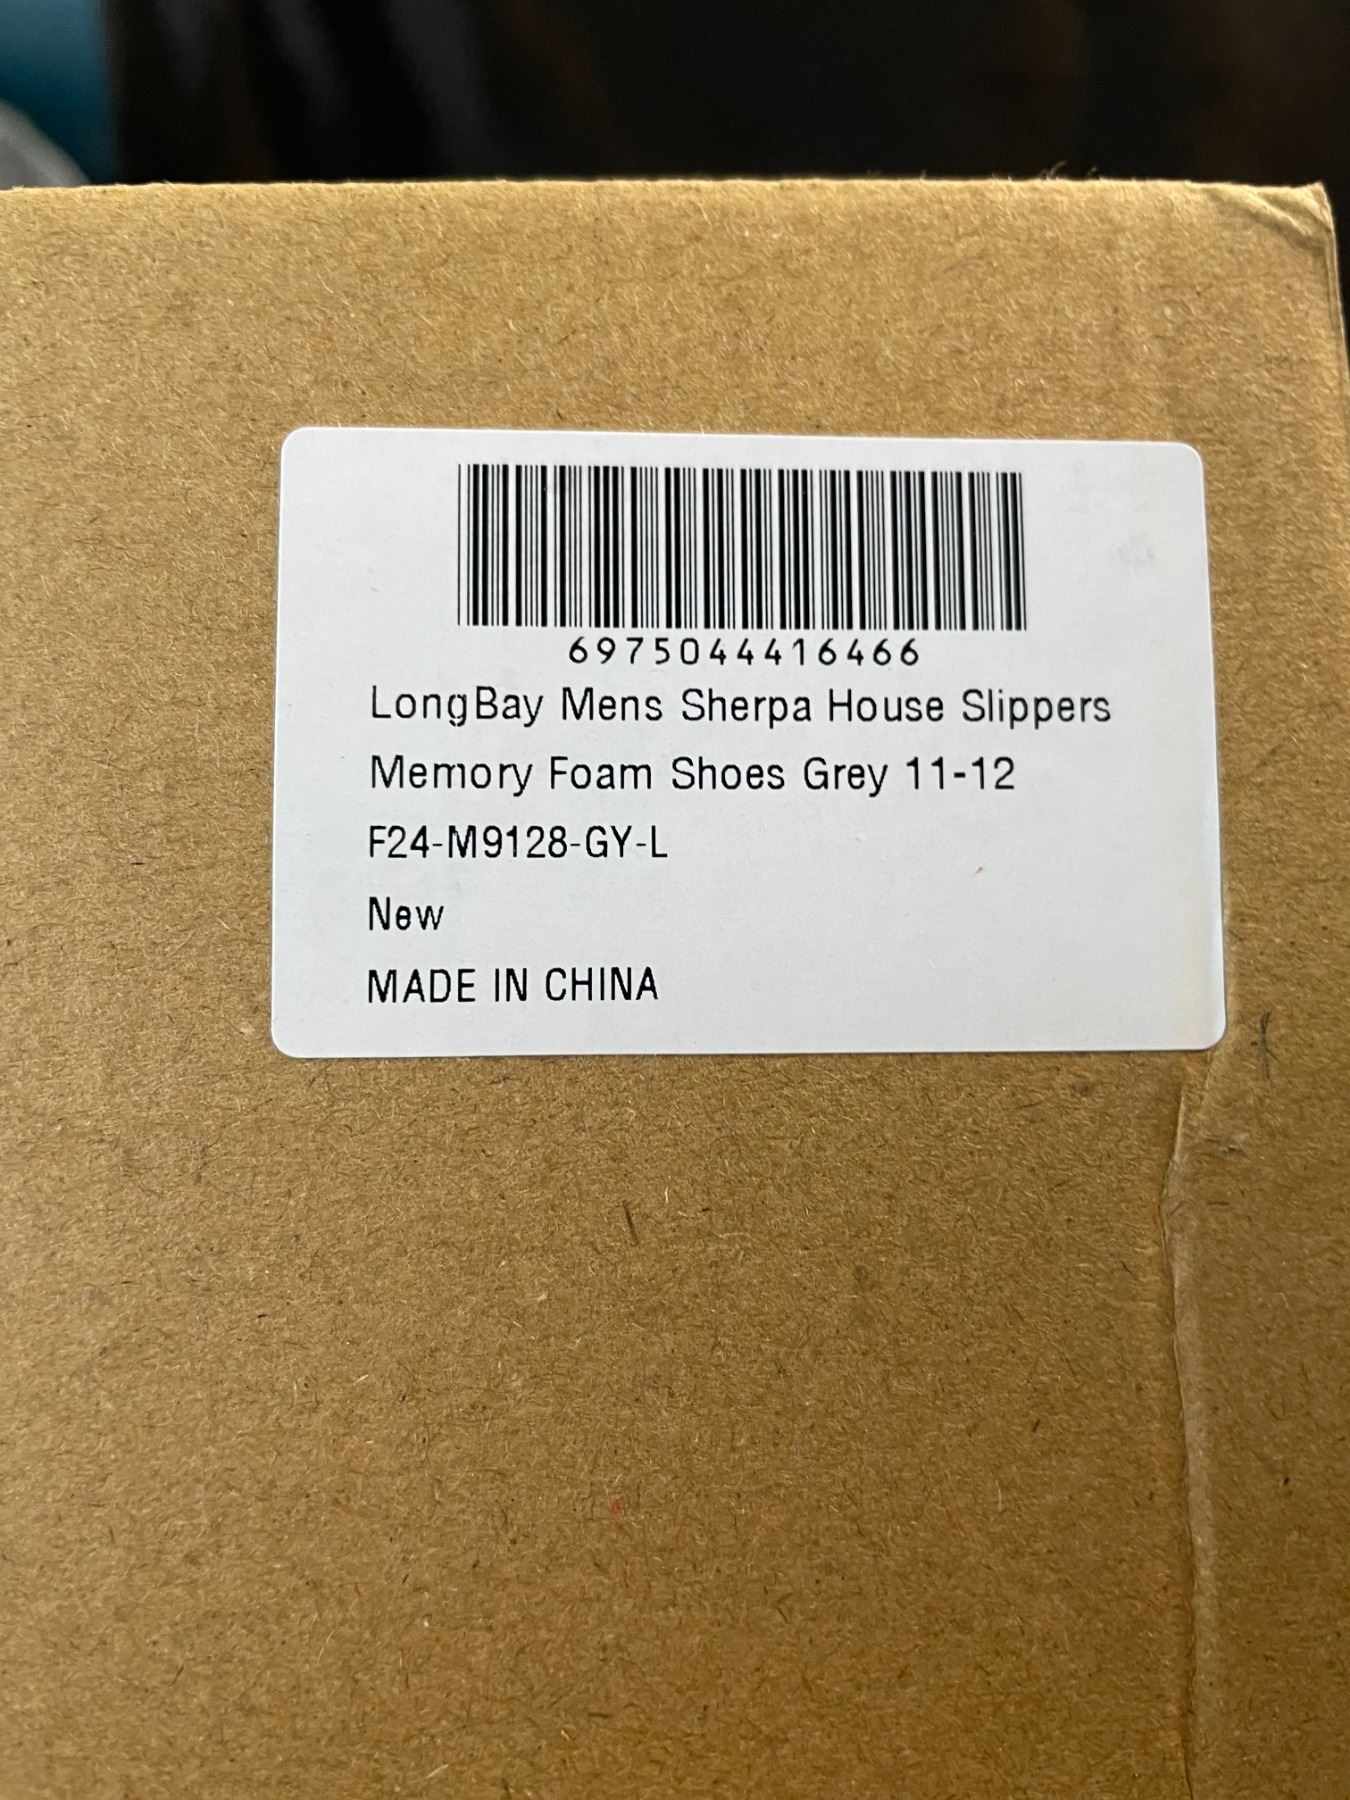 6975044416466
LongBay Mens Sherpa House Slippers
Memory Foam Shoes Grey 11-12
F24-M9128-GY-L
New
MADE IN CHINA